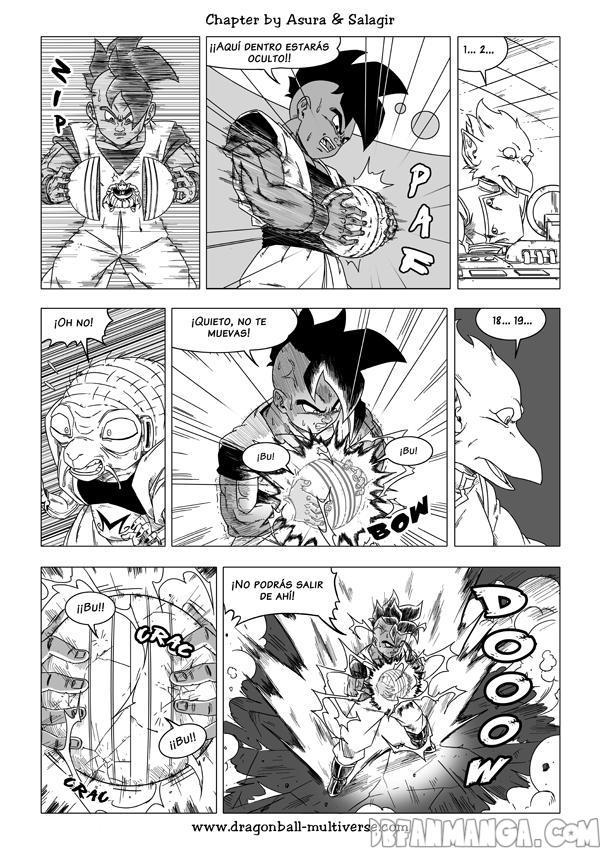 Chapter by Asura & Salagir
ZIP
¡¡AQUÍ DENTRO ESTARÁS
OCULTO!!
PAF
1... 2...
¡OH NO!
¡QUIETO, NO TE
MUEVAS!
¡BU!
¡BU!
BOW
18... 19...
¡¡BU!!
CRAC
¡¡BU!!
CRAC
¡NO PODRÁS SALIR
DE AHÍ!
DOOOW
www.dragonball-multiverse.com
DBFANMANGA.COM